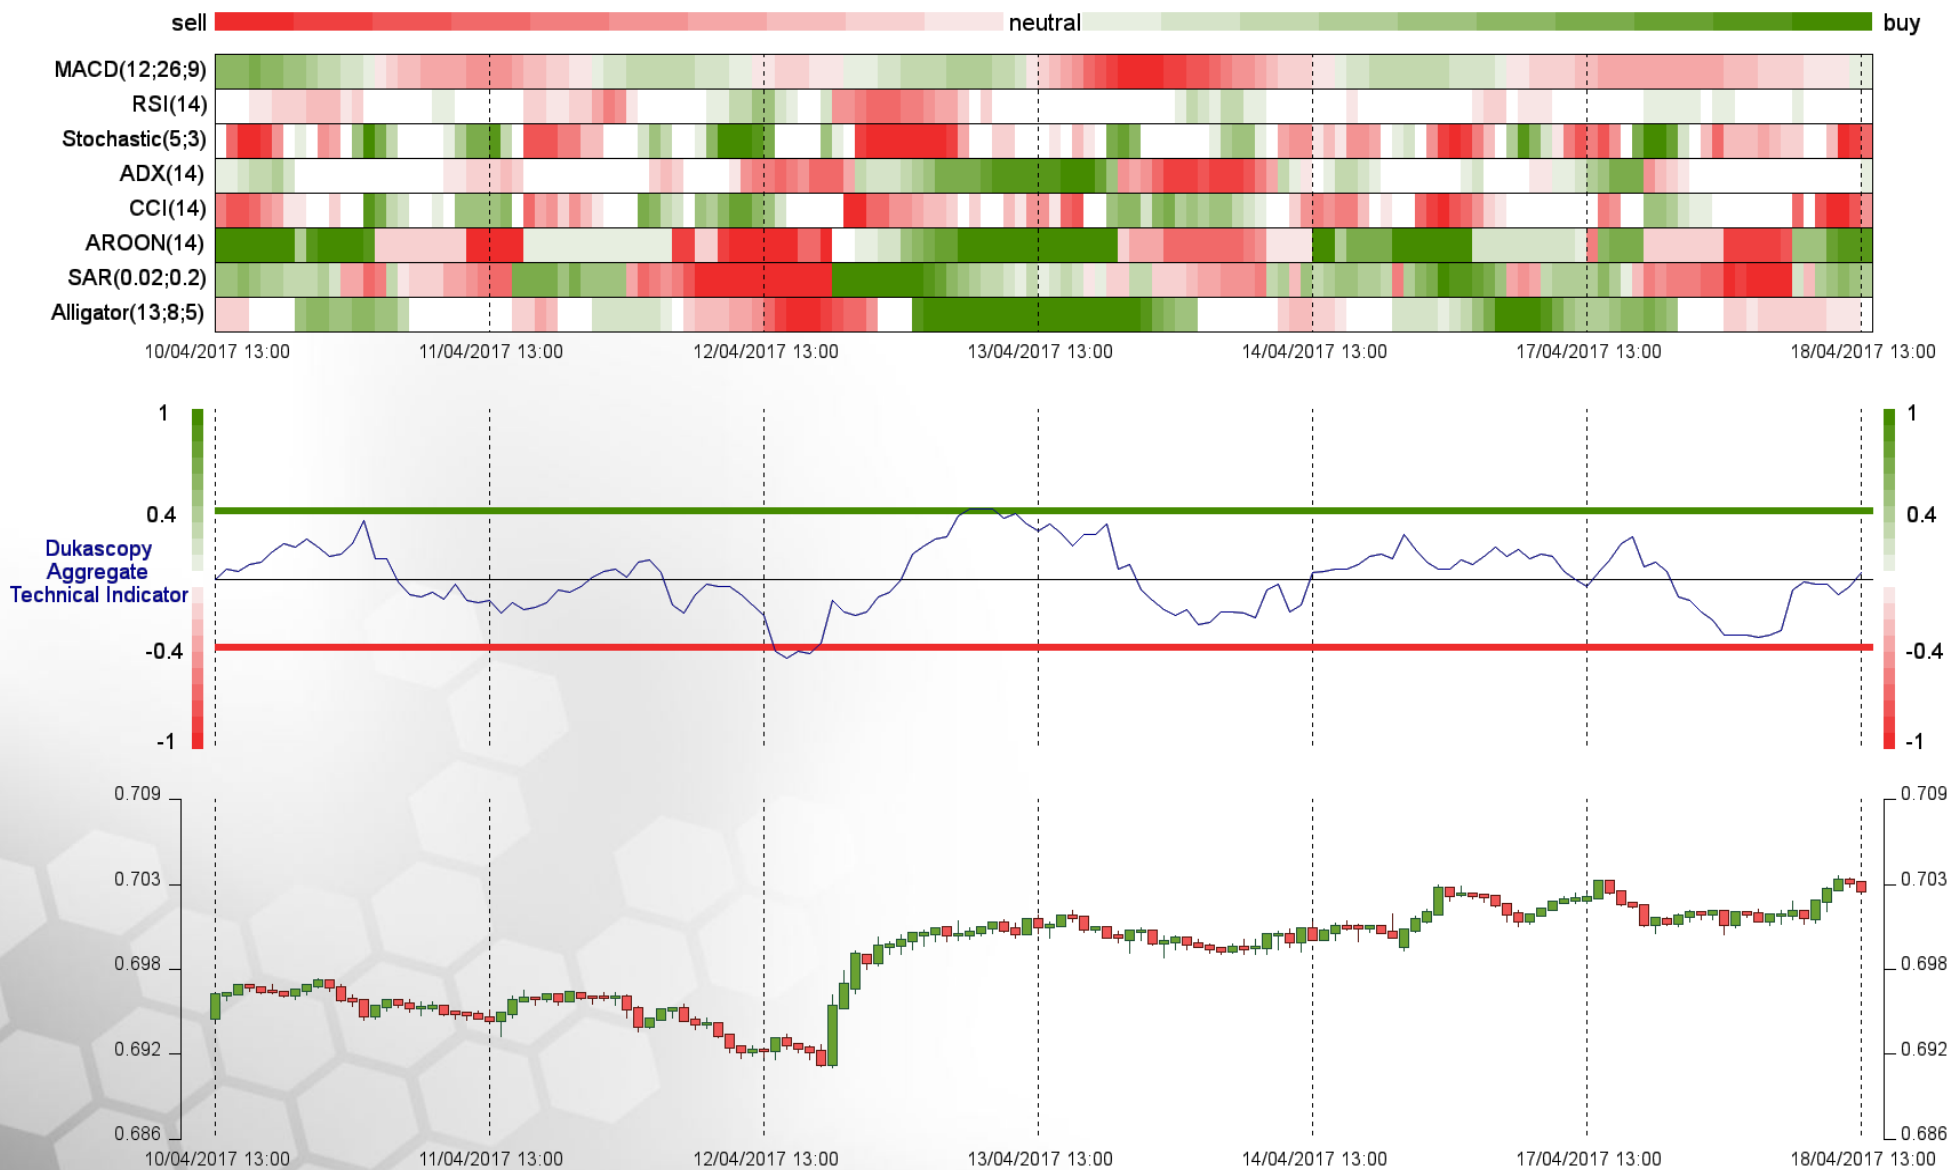 sell neutral buy
MACD(12;26;9)
RSI(14)
Stochastic(5;3)
ADX(14)
CCI(14)
AROON(14)
SAR(0.02;0.2)
Alligator(13;8;5)
10/04/2017 13:00 11/04/2017 13:00 12/04/2017 13:00 13/04/2017 13:00 14/04/2017 13:00 17/04/2017 13:00 18/04/2017 13:00
1 1
0.4 0.4
Dukascopy
Aggregate
Technical Indicator
-0.4 -0.4
-1 -1
0.709 0.709
0.703 0.703
0.698 0.698
0.692 0.692
0.686 0.686
10/04/2017 13:00 11/04/2017 13:00 12/04/2017 13:00 13/04/2017 13:00 14/04/2017 13:00 17/04/2017 13:00 18/04/2017 13:00